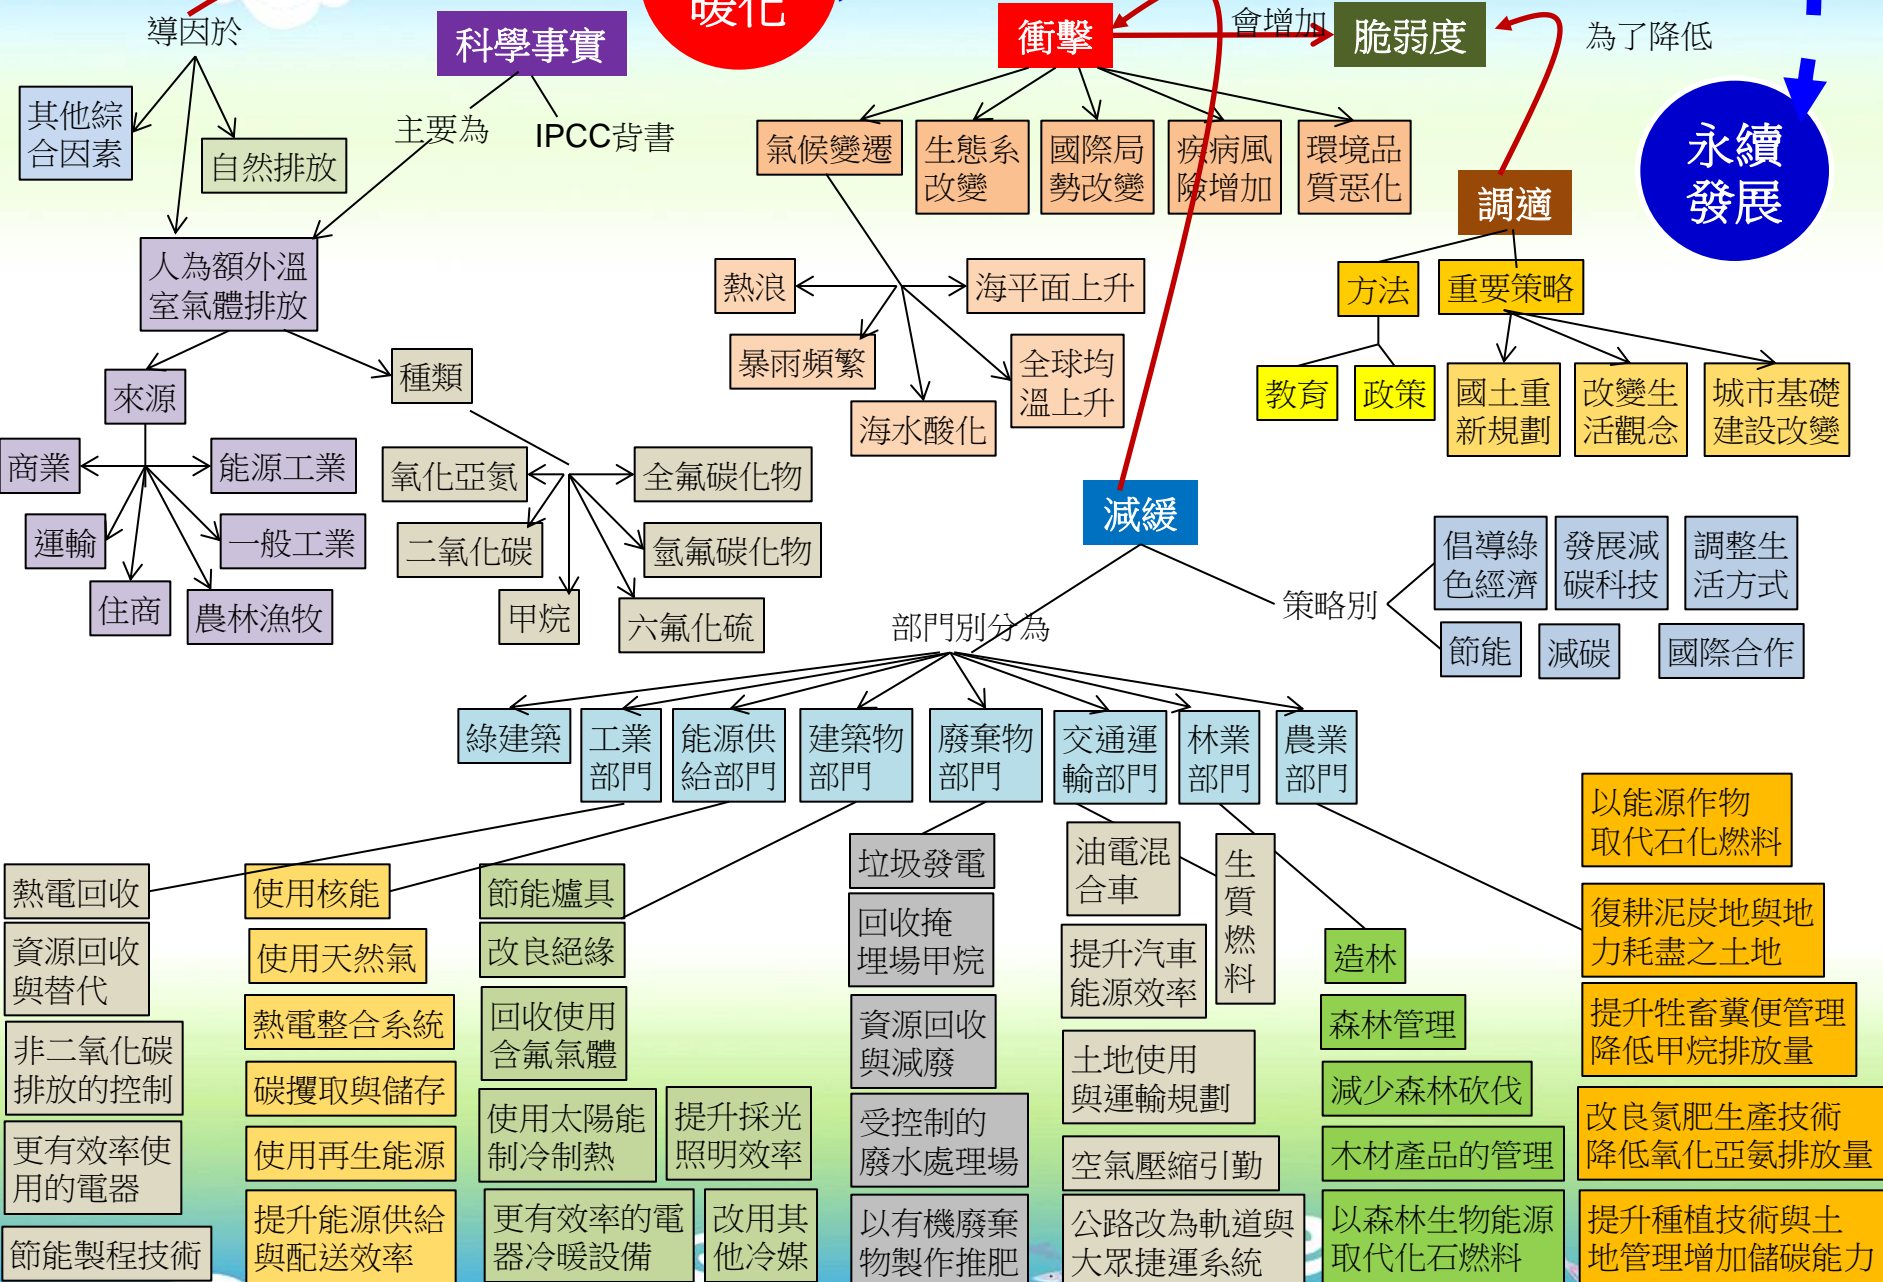 暖化
導因於
科學事實
衝擊
會增加
脆弱度
為了降低
其他綜
合因素
自然排放
主要為
IPCC背書
氣候變遷
生態系
改變
國際局
勢改變
疾病風
險增加
環境品
質惡化
調適
永續
發展
人為額外溫
室氣體排放
熱浪
海平面上升
方法
重要策略
暴雨頻繁
全球均
溫上升
海水酸化
教育
政策
國土重
新規劃
改變生
活觀念
城市基礎
建設改變
來源
種類
商業
能源工業
運輸
一般工業
住商
農林漁牧
氧化亞氮
全氟碳化物
二氧化碳
氫氟碳化物
甲烷
六氟化硫
減緩
部門別分為
策略別
倡導綠
色經濟
發展減
碳科技
調整生
活方式
節能
減碳
國際合作
綠建築
工業
部門
能源供
給部門
建築物
部門
廢棄物
部門
交通運
輸部門
林業
部門
農業
部門
熱電回收
資源回收
與替代
非二氧化碳
排放的控制
更有效率使
用的電器
節能製程技術
使用核能
使用天然氣
熱電整合系統
碳攫取與儲存
使用再生能源
提升能源供給
與配送效率
節能爐具
改良絕緣
回收使用
含氟氣體
使用太陽能
制冷制熱
提升採光
照明效率
更有效率的電
器冷暖設備
改用其
他冷媒
垃圾發電
回收掩
埋場甲烷
資源回收
與減廢
受控制的
廢水處理場
以有機廢棄
物製作推肥
油電混
合車
生
質
燃
料
提升汽車
能源效率
土地使用
與運輸規劃
空氣壓縮引勤
公路改為軌道與
大眾捷運系統
造林
森林管理
減少森林砍伐
木材產品的管理
以森林生物能源
取代化石燃料
以能源作物
取代石化燃料
復耕泥炭地與地
力耗盡之土地
提升牲畜糞便管理
降低甲烷排放量
改良氮肥生產技術
降低氧化亞氨排放量
提升種植技術與土
地管理增加儲碳能力